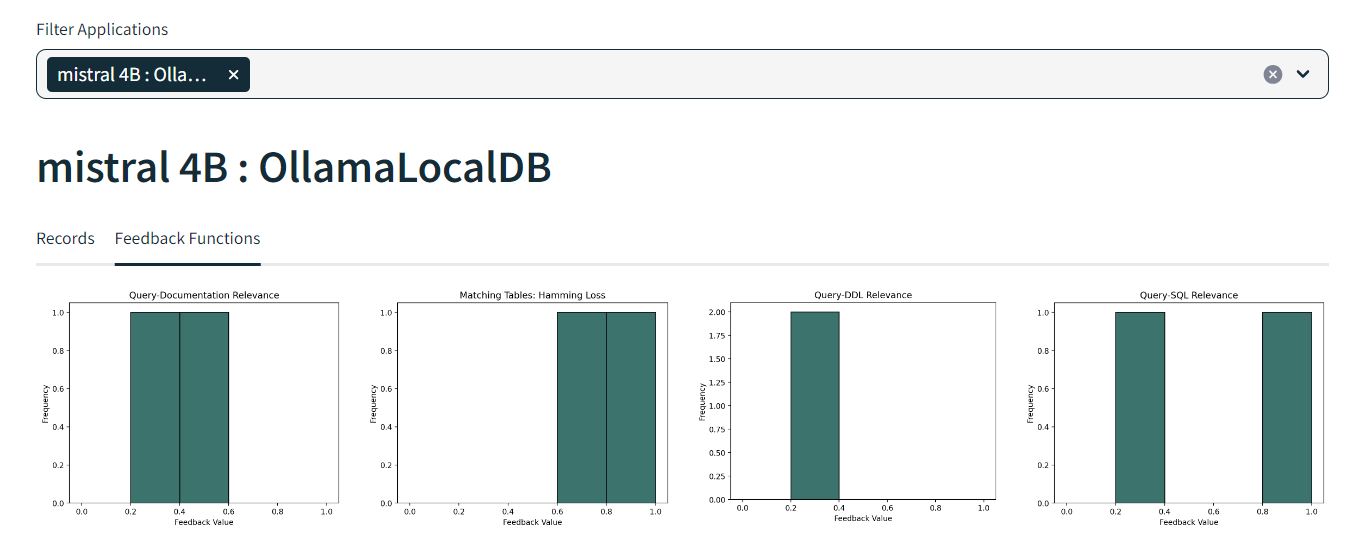 Filter Applications
mistral 4B : Olla...
mistral 4B : OllamaLocalDB
Records Feedback Functions
Query-Documentation Relevance
1.0
0.8
0.6
0.4
0.2
0.0
Frequency
0.0 0.2 0.4 0.6 0.8 1.0
Feedback Value
Matching Tables: Hamming Loss
1.0
0.8
0.6
0.4
0.2
0.0
Frequency
0.0 0.2 0.4 0.6 0.8 1.0
Feedback Value
Query-DDL Relevance
2.00
1.75
1.50
1.25
1.00
0.75
0.50
0.25
0.00
Frequency
0.0 0.2 0.4 0.6 0.8 1.0
Feedback Value
Query-SQL Relevance
1.0
0.8
0.6
0.4
0.2
0.0
Frequency
0.0 0.2 0.4 0.6 0.8 1.0
Feedback Value